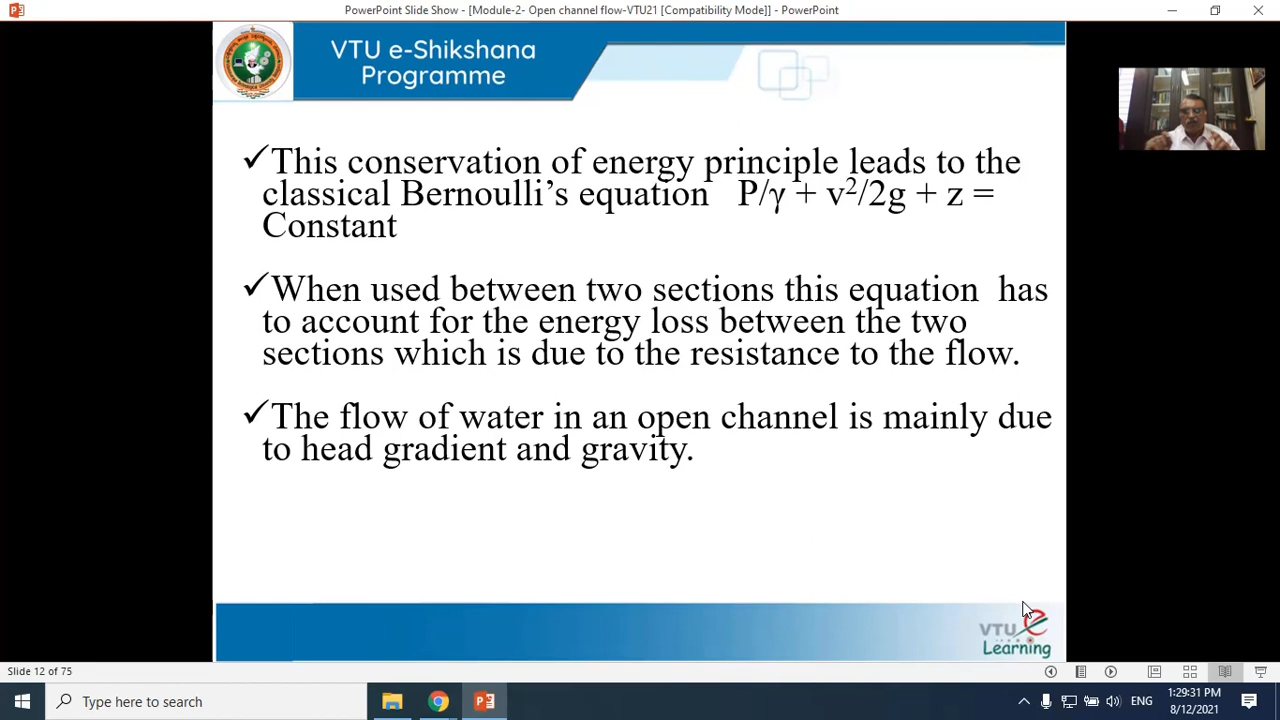 PowerPoint Slide Show - [Module-2- Open channel flow-VTU21 [Compatibility Mode]] - PowerPoint
VTU e-Shikshana
Programme
✓This conservation of energy principle leads to the
classical Bernoulli's equation P/γ + v²/2g + z =
Constant
✓When used between two sections this equation has
to account for the energy loss between the two
sections which is due to the resistance to the flow.
✓The flow of water in an open channel is mainly due
to head gradient and gravity.
VTU e
Learning
Slide 12 of 75
Type here to search
ENG
1:29:31 PM
8/12/2021